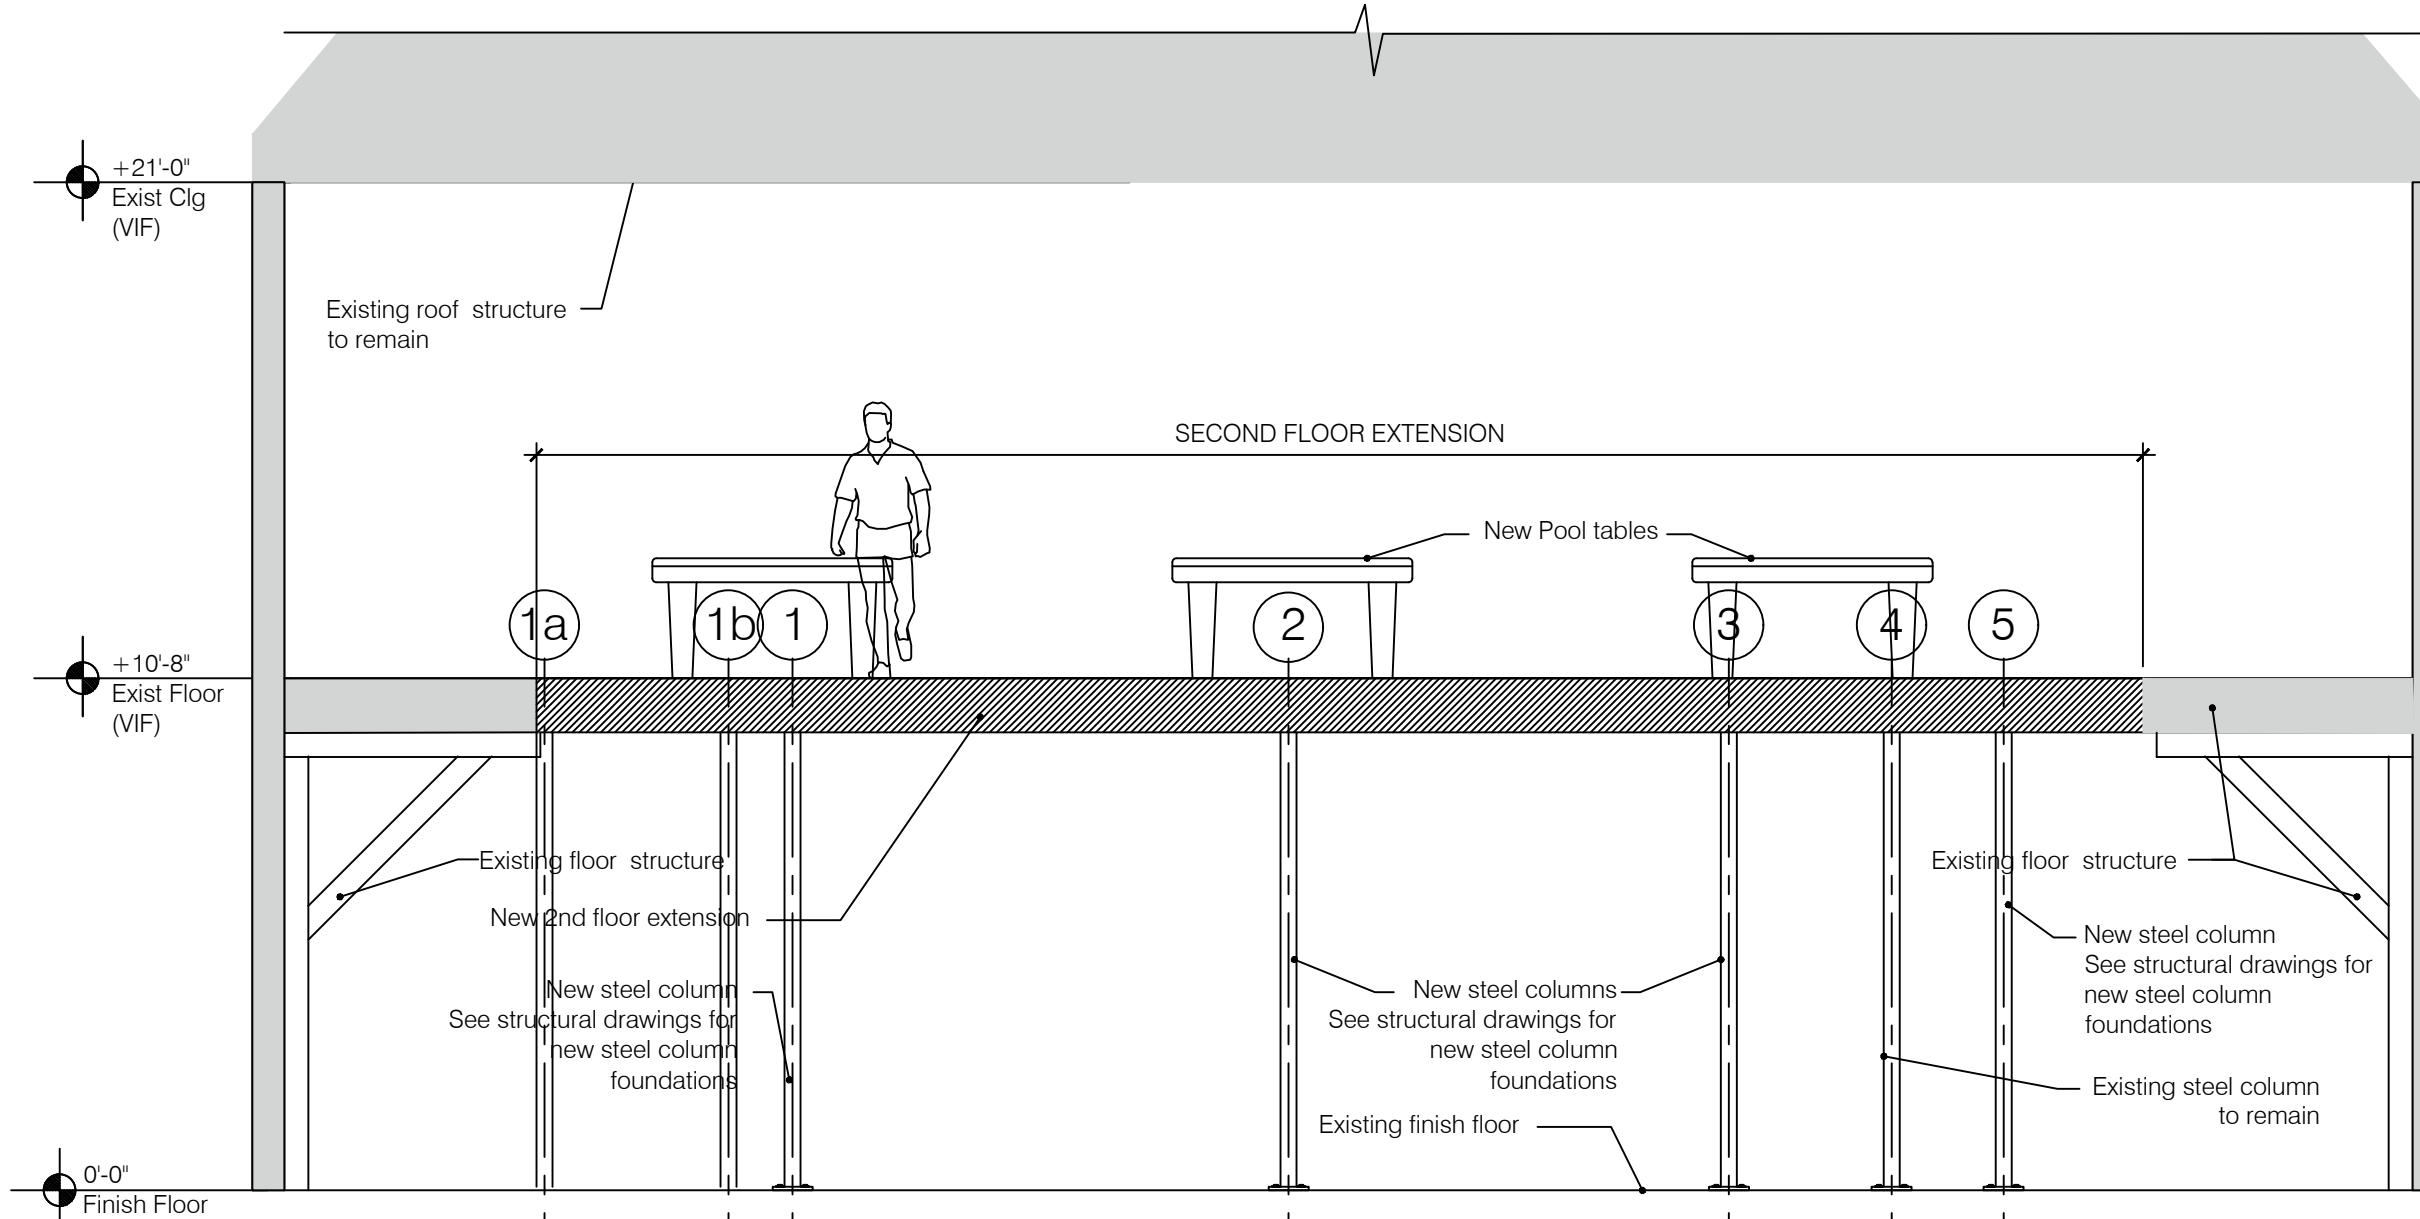 +21'-0"
Exist Clg
(VIF)
Existing roof structure
to remain
SECOND FLOOR EXTENSION
New Pool tables
1a
1b
1
2
3
4
5
+10'-8"
Exist Floor
(VIF)
Existing floor structure
New 2nd floor extension
New steel column
See structural drawings for
new steel column
foundations
New steel columns
See structural drawings for
new steel column
foundations
Existing finish floor
Existing floor structure
New steel column
See structural drawings for
new steel column
foundations
Existing steel column
to remain
0'-0"
Finish Floor